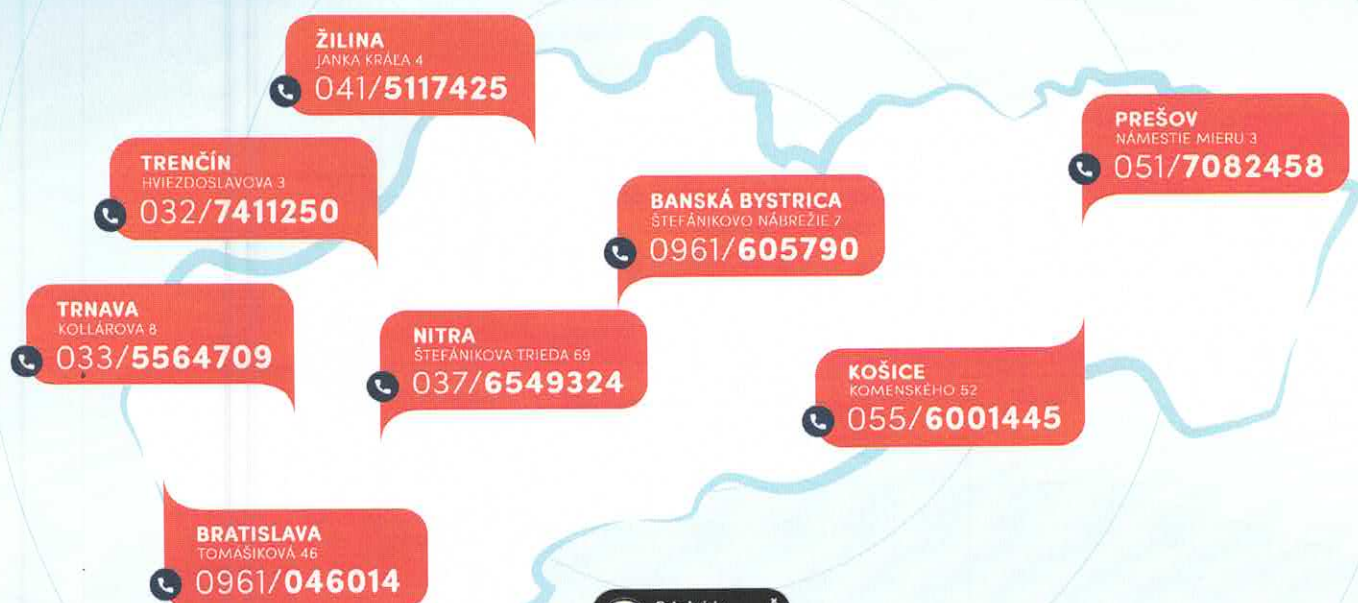 ŽILINA
JANKA KRÁĽA 4
041/5117425
PREŠOV
NÁMESTIE MIERU 3
051/7082458
TRENČÍN
HVIEZDOSLAVOVA 3
032/7411250
BANSKÁ BYSTRICA
ŠTEFÁNIKOVO NÁBREŽIE 7
0961/605790
TRNAVA
KOLLÁROVA 8
033/5564709
NITRA
ŠTEFÁNIKOVA TRIEDA 69
037/6549324
KOŠICE
KOMENSKÉHO 52
055/6001445
BRATISLAVA
TOMÁŠIKOVÁ 46
0961/046014